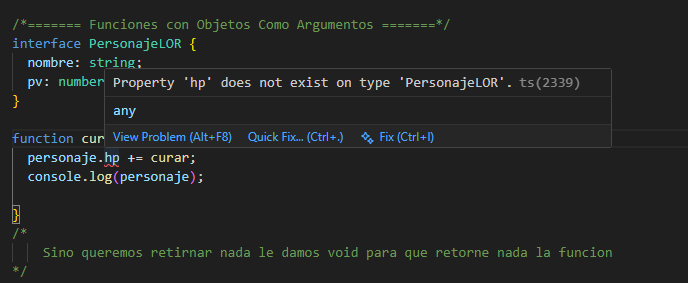 /*======= Funciones con Objetos Como Argumentos =======*/
interface PersonajeLOR {
nombre: string;
pv: number
Property 'hp' does not exist on type 'PersonajeLOR'. ts(2339)
any
View Problem (Alt+F8) Quick Fix... (Ctrl+.) Fix (Ctrl+I)
}
function cur
personaje.hp += curar;
console.log(personaje);
}
/*
Sino queremos retirnar nada le damos void para que retorne nada la funcion
*/